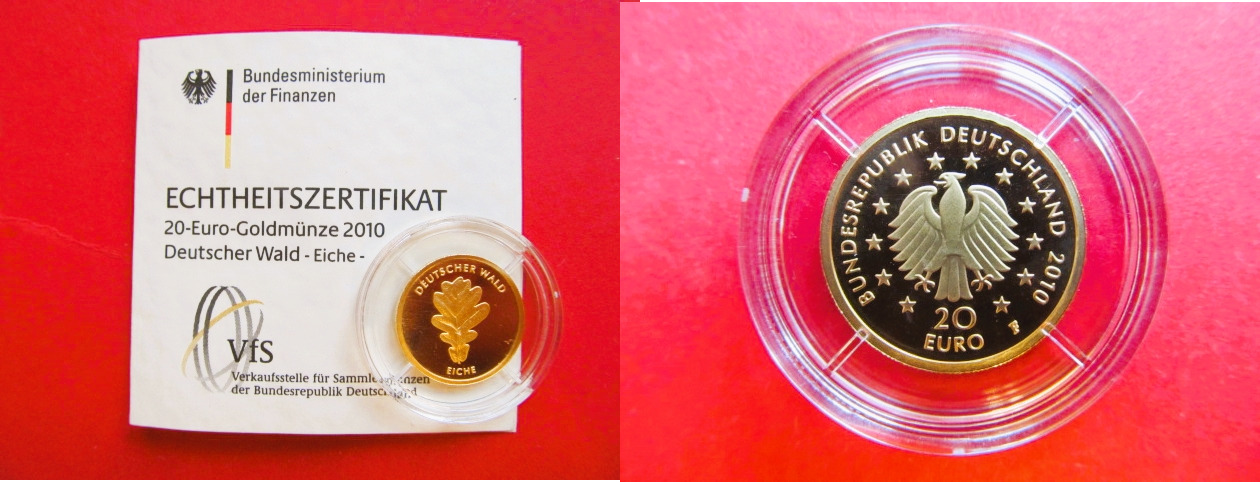 Bundesministerium
der Finanzen
ECHTHEITSZERTIFIKAT
20-Euro-Goldmünze 2010
Deutscher Wald - Eiche -
VfS
Verkaufsstelle für Sammlermünzen
der Bundesrepublik Deutschland
DEUTSCHER WALD
EICHE
BUNDESREPUBLIK DEUTSCHLAND 2010
20
EURO
F